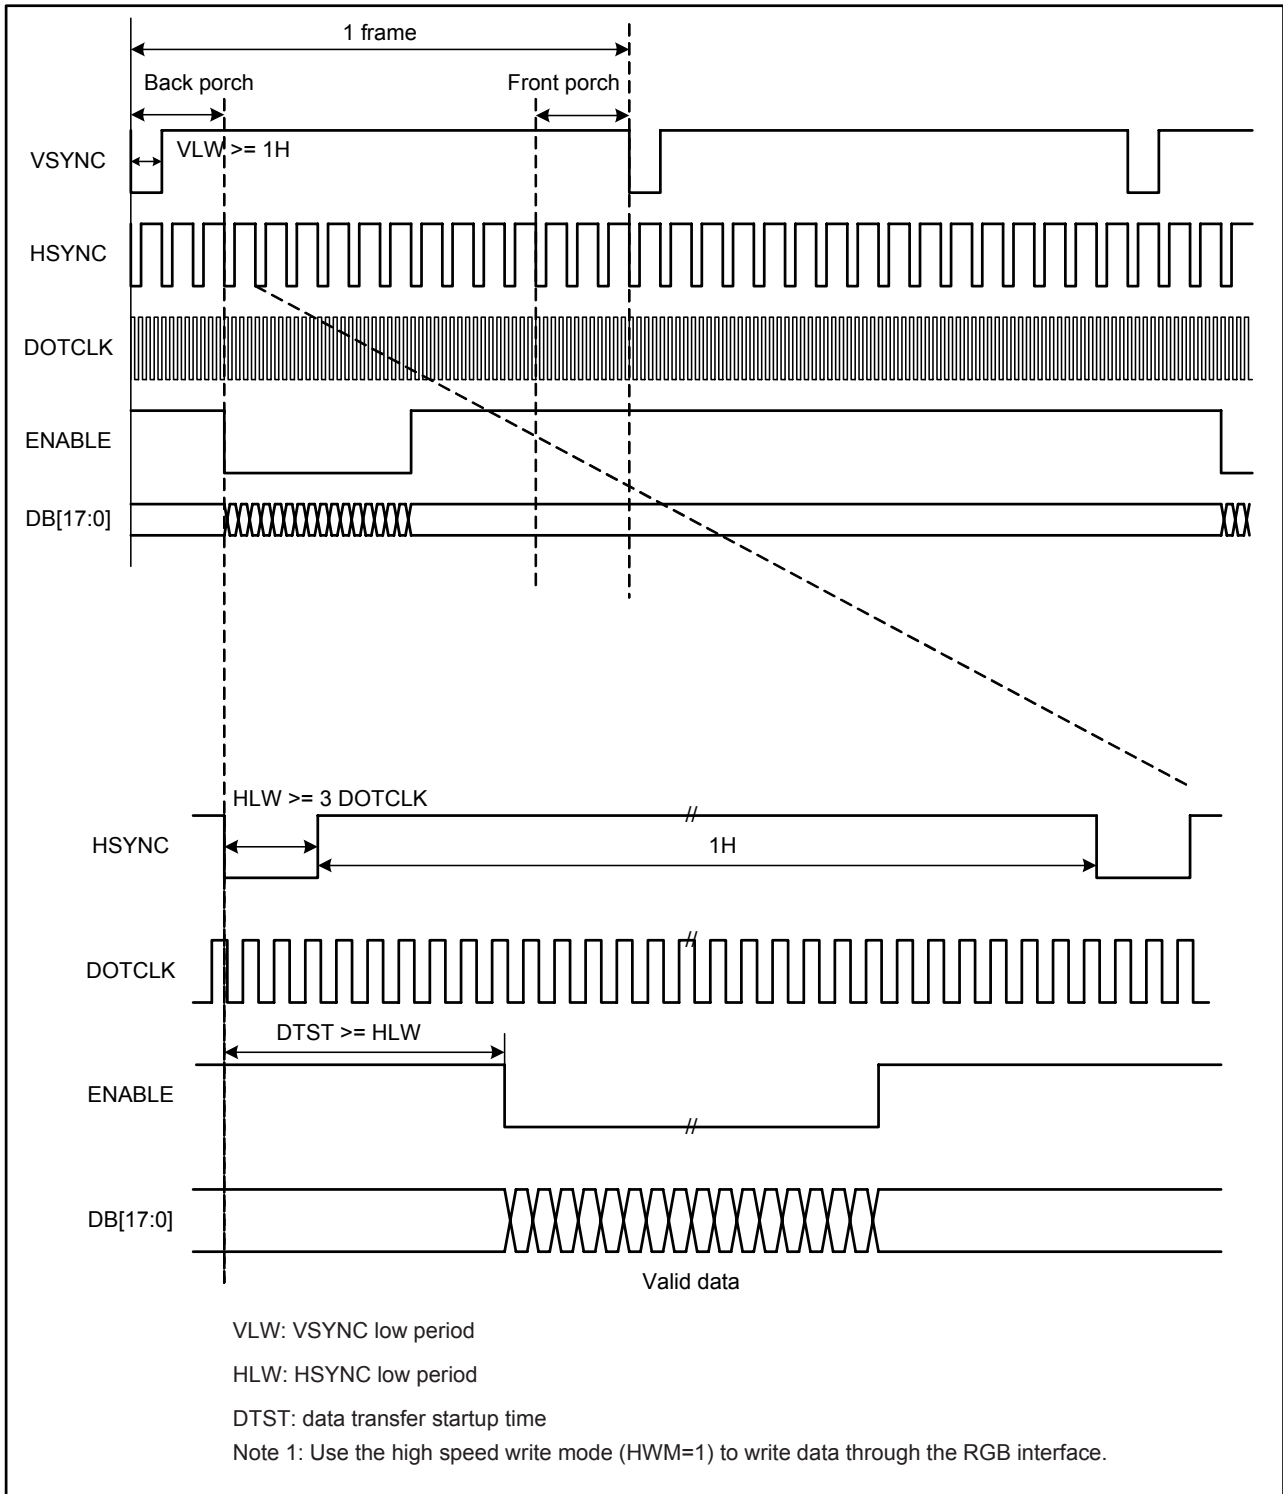 1 frame
Back porch
Front porch
VLW >= 1H
VSYNC
HSYNC
DOTCLK
ENABLE
DB[17:0]
HLW >= 3 DOTCLK
//
HSYNC
1H
//
DOTCLK
DTST >= HLW
ENABLE
//
DB[17:0]
Valid data
VLW: VSYNC low period
HLW: HSYNC low period
DTST: data transfer startup time
Note 1: Use the high speed write mode (HWM=1) to write data through the RGB interface.